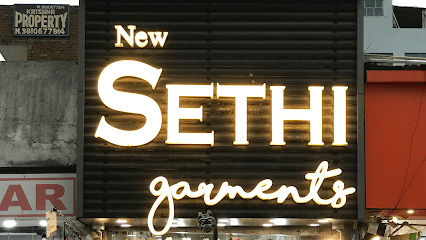 KRISHNA
PROPERTY
M.9810677914
New
SETHI
garments
AR